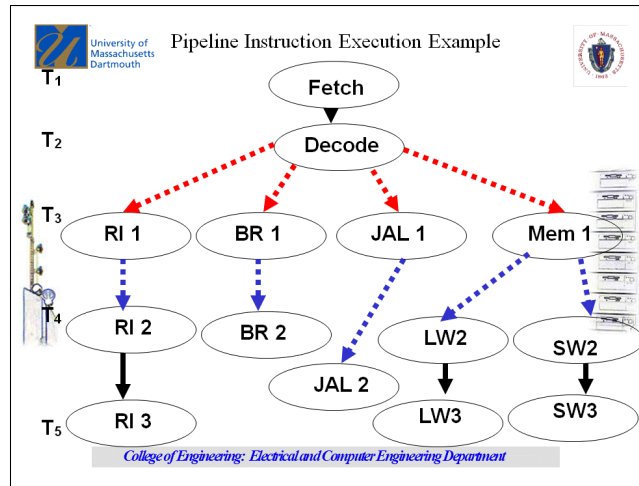 University of
Massachusetts
Dartmouth
Pipeline Instruction Execution Example
T1
Fetch
T2
Decode
T3
RI 1
BR 1
JAL 1
Mem 1
T4
RI 2
BR 2
LW2
SW2
JAL 2
T5
RI 3
LW3
SW3
College of Engineering: Electrical and Computer Engineering Department